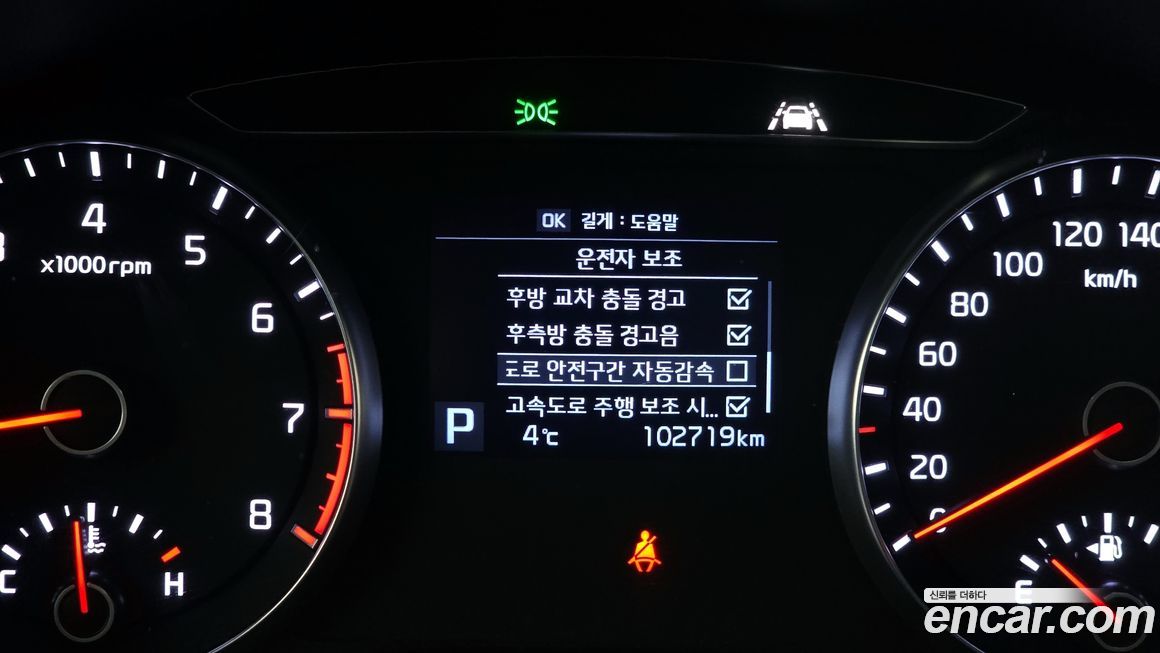 OK 길게 : 도움말
운전자 보조
후방 교차 충돌 경고
후측방 충돌 경고음
도로 안전구간 자동감속
고속도로 주행 보조 시...
P
4℃
102719km
3
4
5
6
7
8
x1000rpm
C
H
0
20
40
60
80
100
120
140
km/h
E
신뢰를 더하다
encar.com